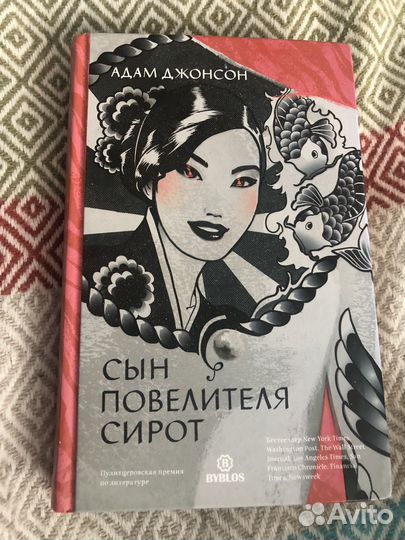 АДАМ ДЖОНСОН
СЫН
ПОВЕЛИТЕЛЯ
СИРОТ
Пулитцеровская премия
по литературе
B
BYBLOS
Бестселлер New York Times,
Washington Post, The Wall Street
Journal, Los Angeles Times, San
Francisco Chronicle, Financial
Times, Newsweek
Avito